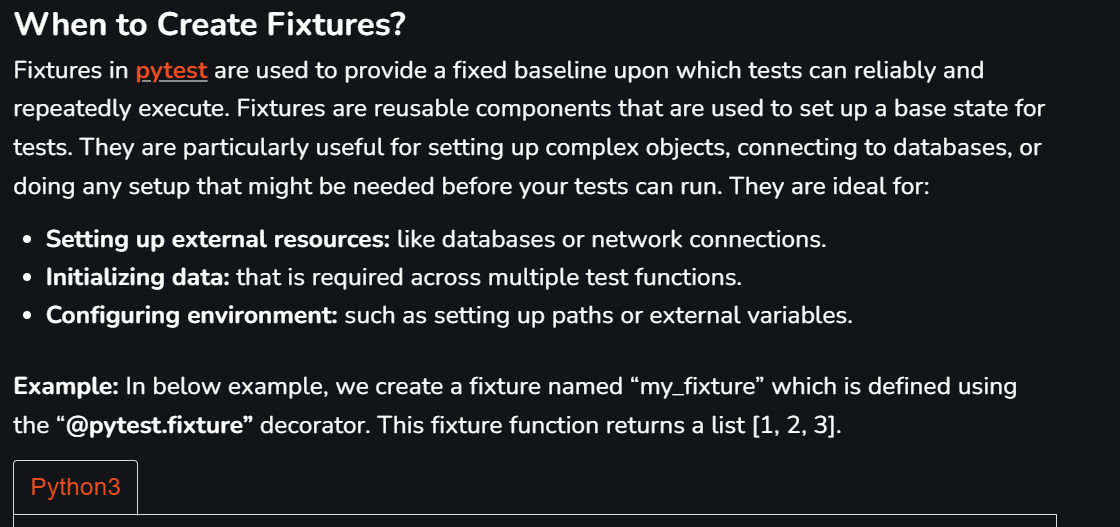 When to Create Fixtures?
Fixtures in pytest are used to provide a fixed baseline upon which tests can reliably and
repeatedly execute. Fixtures are reusable components that are used to set up a base state for
tests. They are particularly useful for setting up complex objects, connecting to databases, or
doing any setup that might be needed before your tests can run. They are ideal for:
• Setting up external resources: like databases or network connections.
• Initializing data: that is required across multiple test functions.
• Configuring environment: such as setting up paths or external variables.
Example: In below example, we create a fixture named “my_fixture” which is defined using
the “@pytest.fixture” decorator. This fixture function returns a list [1, 2, 3].
Python3